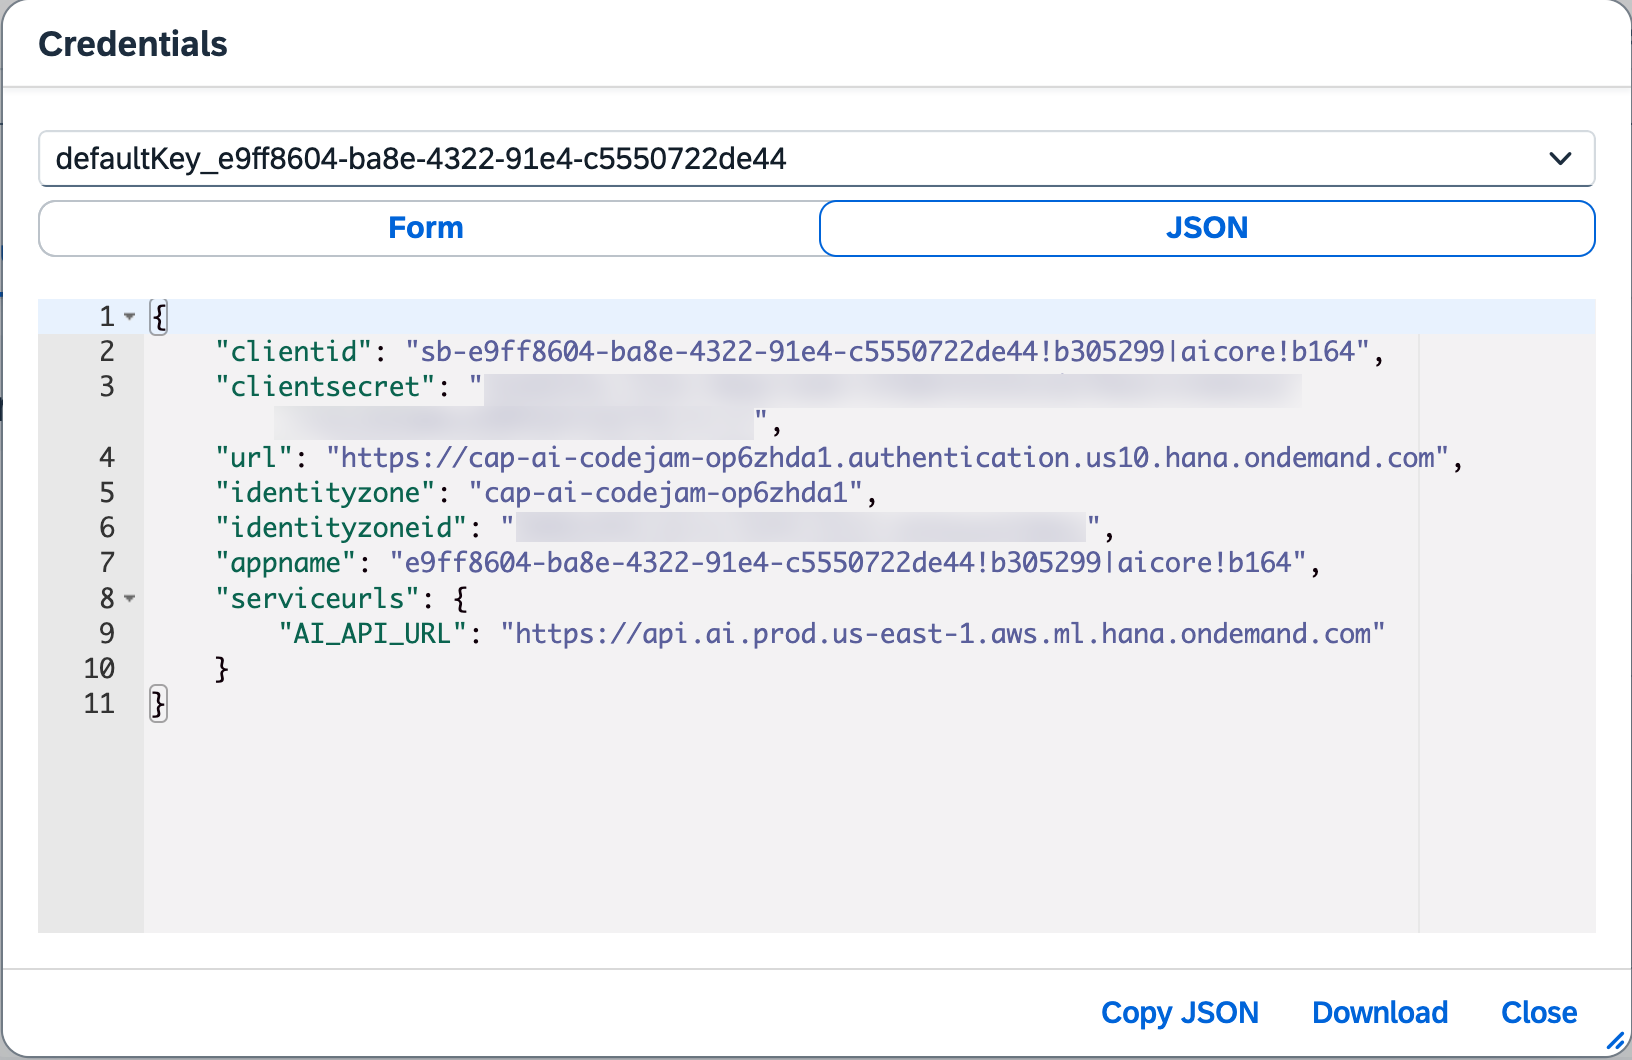 Credentials
defaultKey_e9ff8604-ba8e-4322-91e4-c5550722de44
Form JSON
1 {
2 "clientid": "sb-e9ff8604-ba8e-4322-91e4-c5550722de44!b305299|aicore!b164",
3 "clientsecret": "
",
4 "url": "https://cap-ai-codejam-op6zhda1.authentication.us10.hana.ondemand.com",
5 "identityzone": "cap-ai-codejam-op6zhda1",
6 "identityzoneid": "",
7 "appname": "e9ff8604-ba8e-4322-91e4-c5550722de44!b305299|aicore!b164",
8 "serviceurls": {
9 "AI_API_URL": "https://api.ai.prod.us-east-1.aws.ml.hana.ondemand.com"
10 }
11 }
Copy JSON Download Close